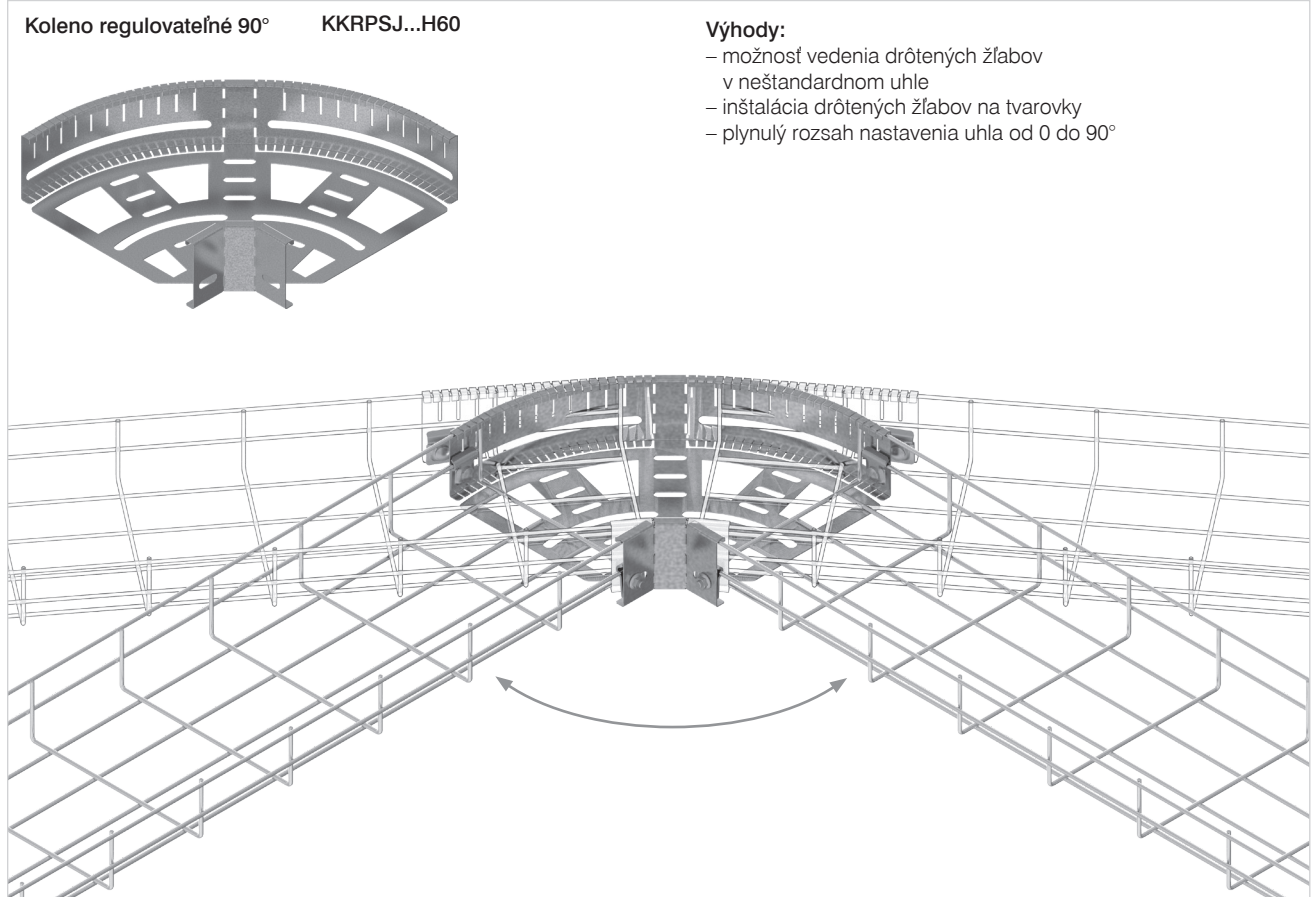 Koleno regulovateľné 90° KKRPSJ...H60
Výhody:
– možnosť vedenia drôtených žľabov
v neštandardnom uhle
– inštalácia drôtených žľabov na tvarovky
– plynulý rozsah nastavenia uhla od 0 do 90°